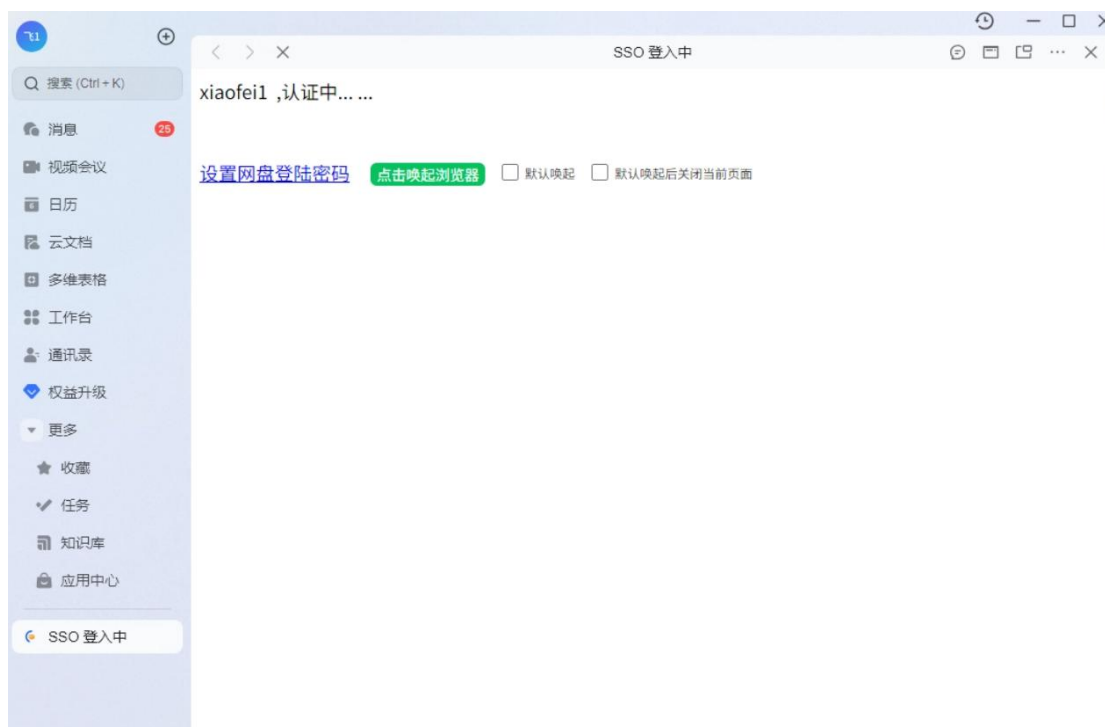 飞1
搜索 (Ctrl+K)
消息
25
视频会议
日历
云文档
多维表格
工作台
通讯录
权益升级
更多
收藏
任务
知识库
应用中心
SSO 登入中
SSO 登入中
xiaofei1 ,认证中... ...
设置网盘登陆密码 点击唤起浏览器 默认唤起 默认唤起后关闭当前页面